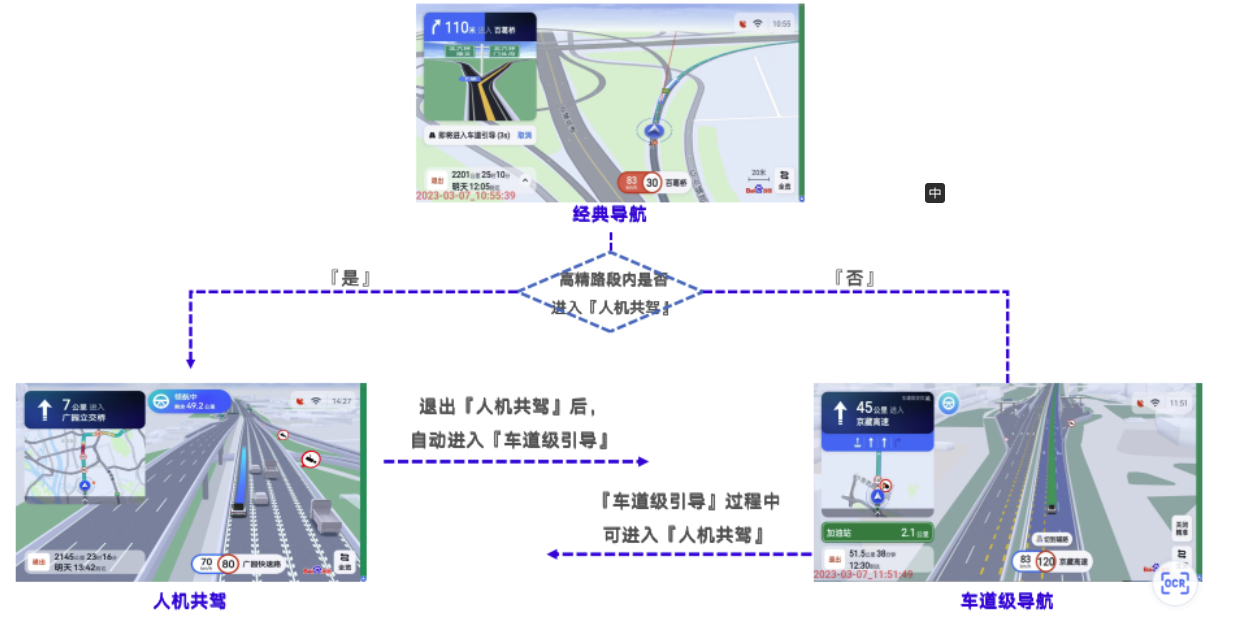 110米 进入 百葛桥
10:55
即将进入车道引导(3s) 取消
退出
2201公里 25时10分
明天 12:05到达
2023-03-07_10:55:39
83
km/h
30
百葛桥
20米
全览
经典导航
中
『是』
高精路段内是否
进入『人机共驾』
『否』
7公里 进入
广园立交桥
领航中
剩余 49.2公里
14:27
退出
2145公里 23时16分
明天 13:42到达
70
km/h
80
广园快速路
全览
人机共驾
退出『人机共驾』后，
自动进入『车道级引导』
『车道级引导』过程中
可进入『人机共驾』
45公里 进入
京藏高速
11:51
加油站 2.1公里
退出
51.5公里 38分钟
12:30到达
2023-03-07_11:51:49
切到辅路
83
km/h
120
京藏高速
OCR
车道级导航